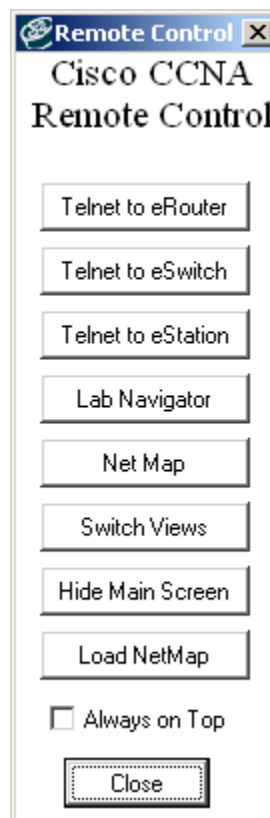 Remote Control
Cisco CCNA
Remote Control
Telnet to eRouter
Telnet to eSwitch
Telnet to eStation
Lab Navigator
Net Map
Switch Views
Hide Main Screen
Load NetMap
Always on Top
Close